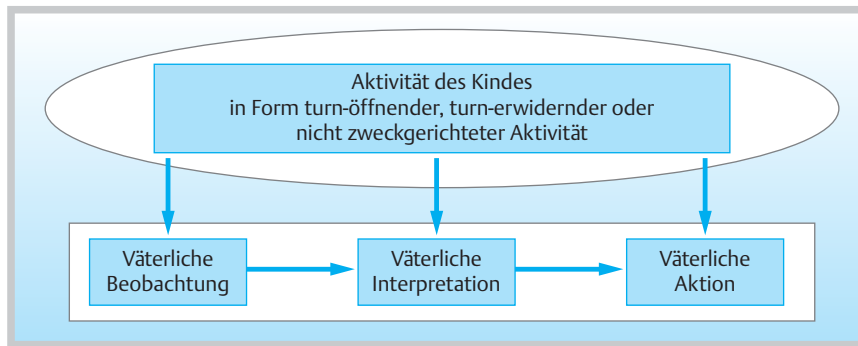 Aktivität des Kindes
in Form turn-öffnender, turn-erwidernder oder
nicht zweckgerichteter Aktivität
Väterliche
Beobachtung
Väterliche
Interpretation
Väterliche
Aktion